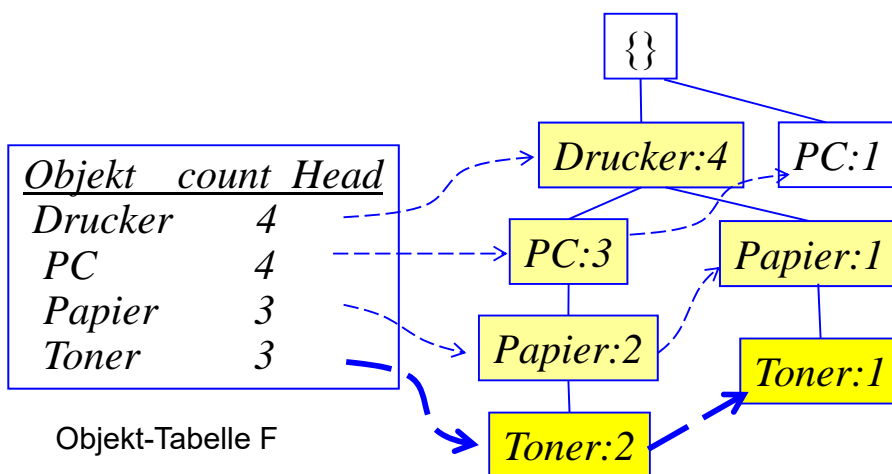 {}
Drucker:4 PC:1
Objekt count Head
Drucker 4
PC 4
Papier 3
Toner 3
PC:3 Papier:1
Papier:2
Toner:1
Toner:2
Objekt-Tabelle F